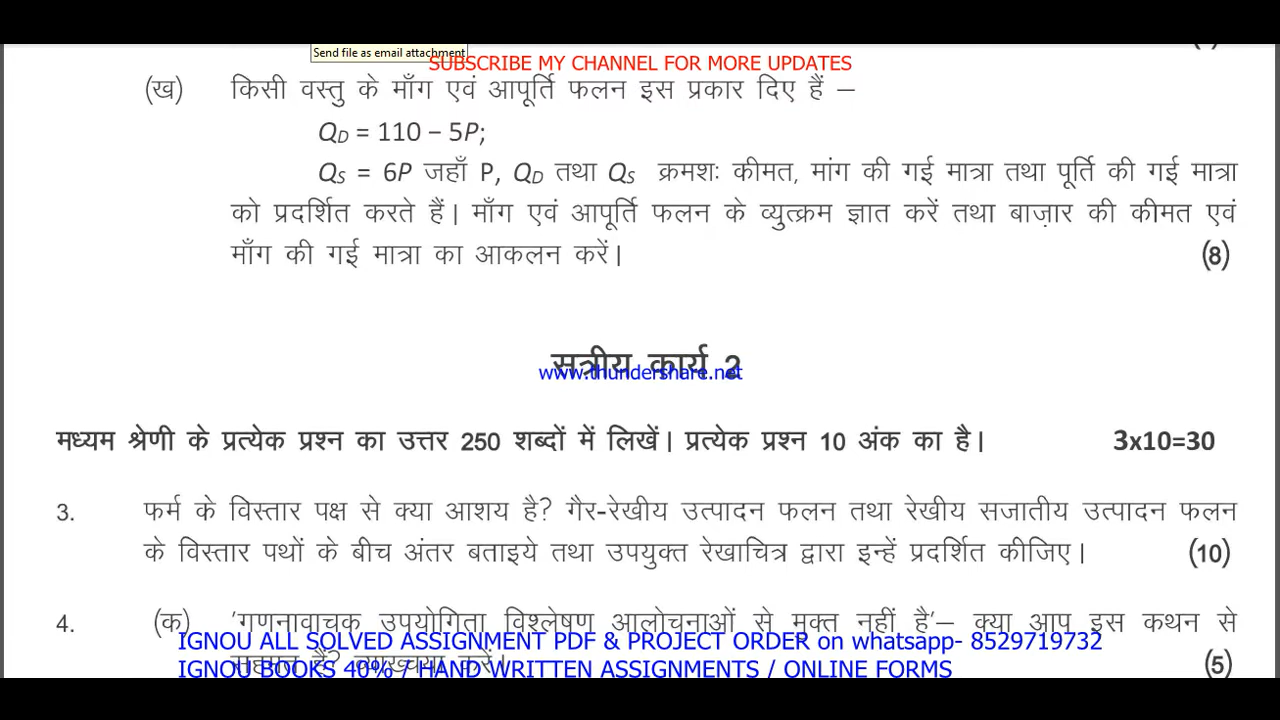 Send file as email attachment
SUBSCRIBE MY CHANNEL FOR MORE UPDATES
(ख) किसी वस्तु के माँग एवं आपूर्ति फलन इस प्रकार दिए हैं –
QD = 110 – 5P;
QS = 6P जहाँ P, QD तथा QS क्रमशः कीमत, मांग की गई मात्रा तथा पूर्ति की गई मात्रा
को प्रदर्शित करते हैं। माँग एवं आपूर्ति फलन के व्युत्क्रम ज्ञात करें तथा बाज़ार की कीमत एवं
माँग की गई मात्रा का आकलन करें। (8)
सत्रीय कार्य 2
www.thundershare.net
मध्यम श्रेणी के प्रत्येक प्रश्न का उत्तर 250 शब्दों में लिखें। प्रत्येक प्रश्न 10 अंक का है। 3x10=30
3. फर्म के विस्तार पक्ष से क्या आशय है? गैर-रेखीय उत्पादन फलन तथा रेखीय सजातीय उत्पादन फलन
के विस्तार पथों के बीच अंतर बताइये तथा उपयुक्त रेखाचित्र द्वारा इन्हें प्रदर्शित कीजिए। (10)
4. (क) 'गणनावाचक उपयोगिता विश्लेषण आलोचनाओं से मुक्त नहीं है'– क्या आप इस कथन से
IGNOU ALL SOLVED ASSIGNMENT PDF & PROJECT ORDER on whatsapp- 8529719732
सहमत हैं? व्याख्या करें। (5)
IGNOU BOOKS 40% / HAND WRITTEN ASSIGNMENTS / ONLINE FORMS